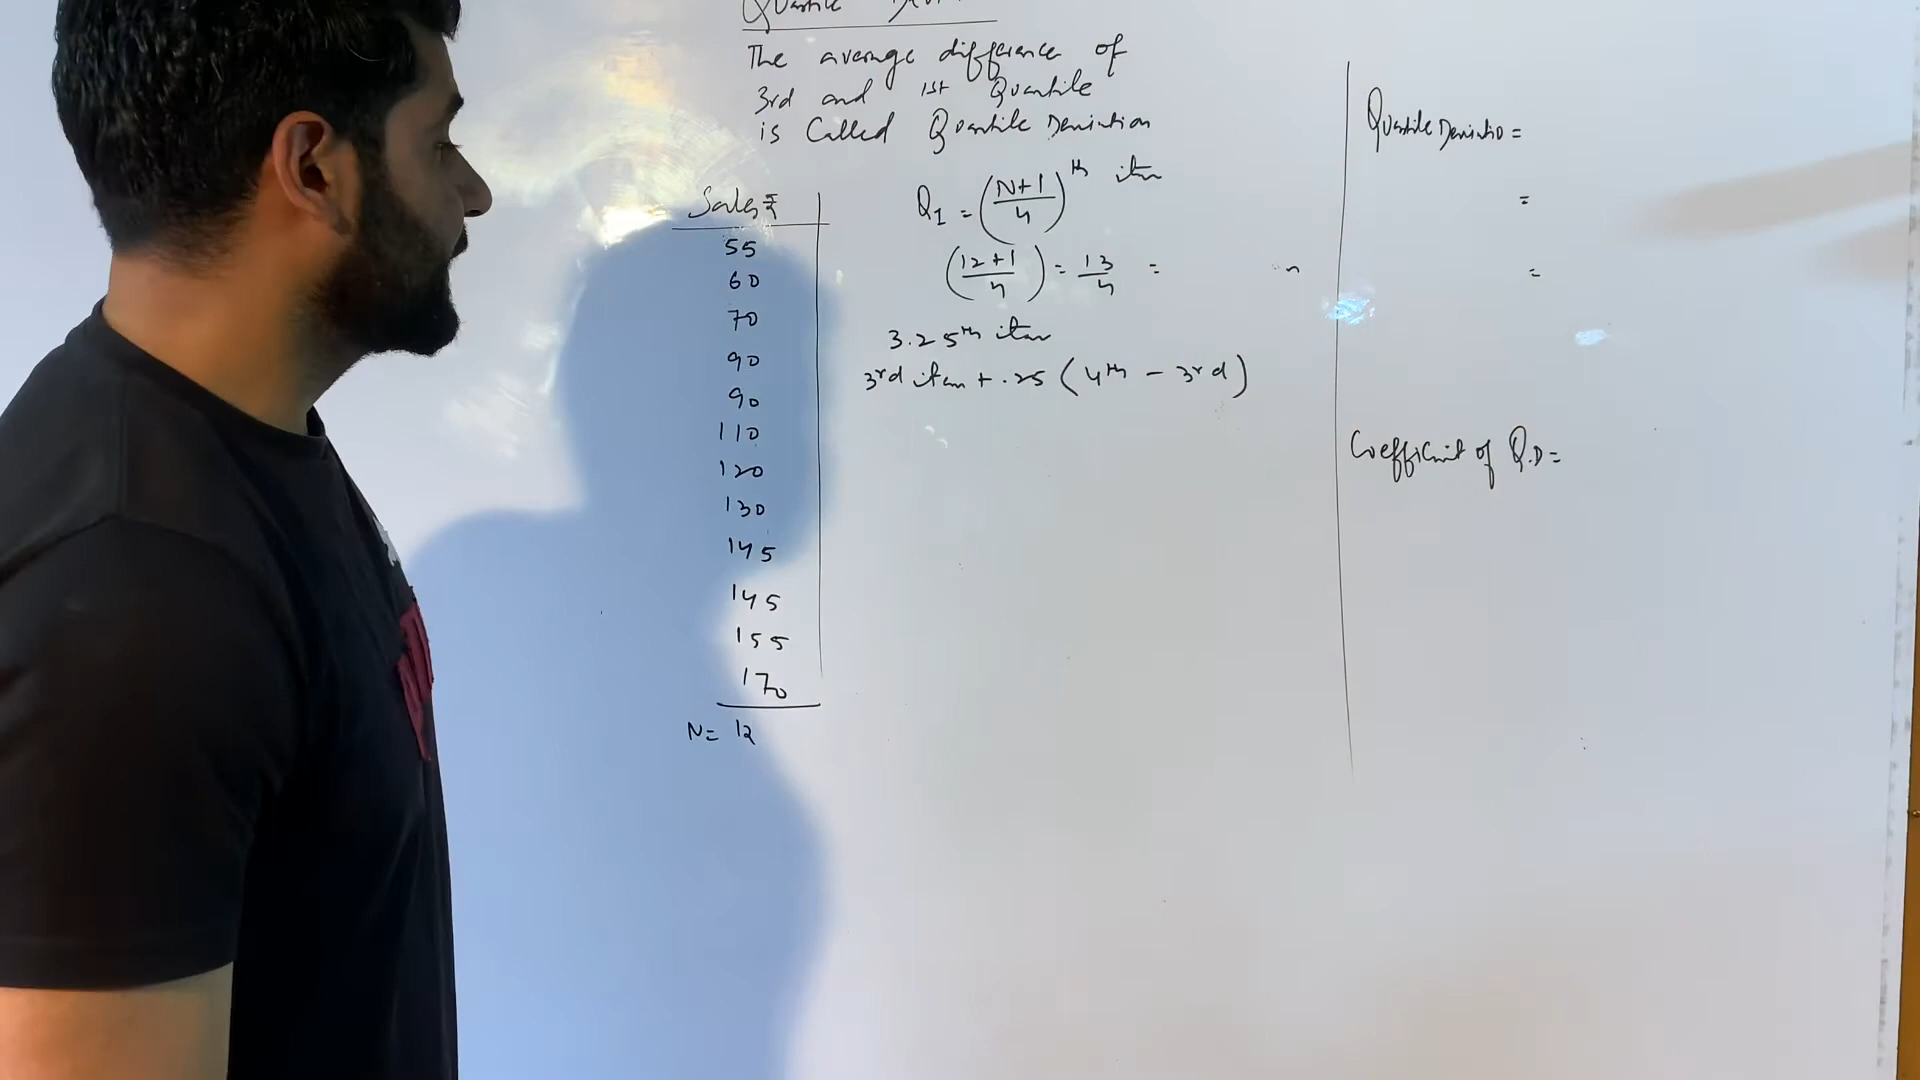 The average difference of
3rd and 1st Quartile
is Called Quartile Deviation
Sales ₹
55
60
70
90
90
110
120
130
145
145
155
170
N = 12
Q1 = (N+1/4)th item
(12+1/4) = 13/4 =
3.25th item
3rd item + .25 (4th - 3rd)
Quartile Deviatio =
=
=
Coefficient of Q.D =